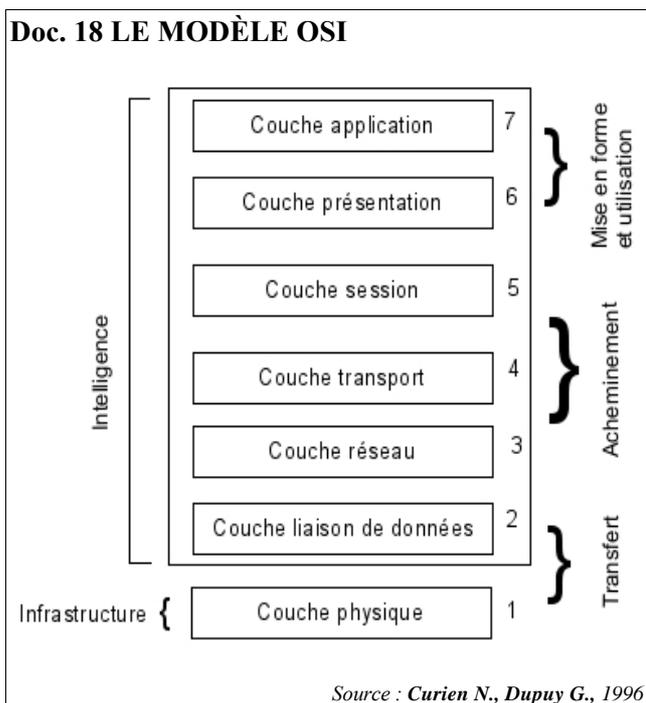 Doc. 18 LE MODÈLE OSI
Couche application 7
Couche présentation 6
Couche session 5
Couche transport 4
Couche réseau 3
Couche liaison de données 2
Couche physique 1
Intelligence
Infrastructure {
Mise en forme
et utilisation
Acheminement
Transfert
Source : Curien N., Dupuy G., 1996